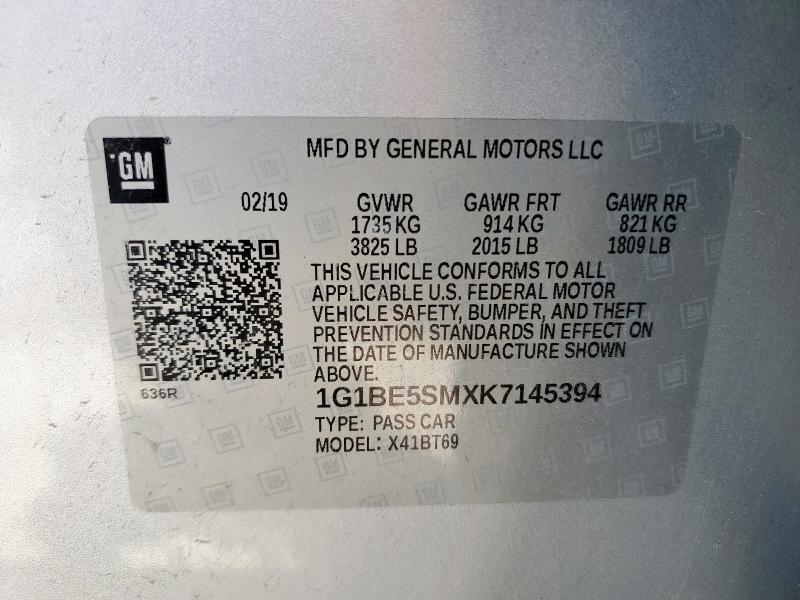 GM
MFD BY GENERAL MOTORS LLC
02/19 GVWR GAWR FRT GAWR RR
1735 KG 914 KG 821 KG
3825 LB 2015 LB 1809 LB
THIS VEHICLE CONFORMS TO ALL
APPLICABLE U.S. FEDERAL MOTOR
VEHICLE SAFETY, BUMPER, AND THEFT
PREVENTION STANDARDS IN EFFECT ON
THE DATE OF MANUFACTURE SHOWN
ABOVE.
636R
1G1BE5SMXK7145394
TYPE: PASS CAR
MODEL: X41BT69